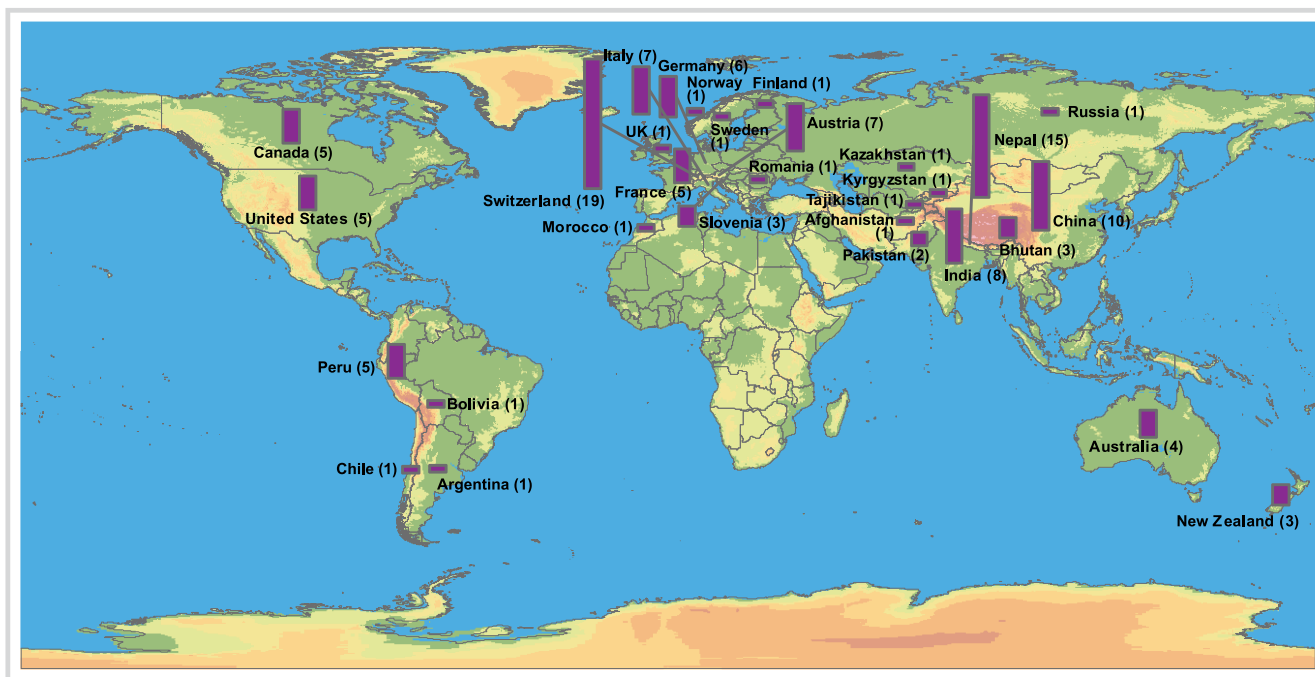 Italy (7)
Germany (6)
Norway
(1)
Finland (1)
Canada (5)
UK (1)
Sweden
(1)
Austria (7)
Nepal (15)
Russia (1)
United States (5)
Switzerland (19)
France (5)
Romania (1)
Kazakhstan (1)
Kyrgyzstan (1)
Tajikistan (1)
Afghanistan
(1)
Morocco (1)
Slovenia (3)
Pakistan (2)
China (10)
Bhutan (3)
India (8)
Peru (5)
Bolivia (1)
Chile (1)
Argentina (1)
Australia (4)
New Zealand (3)